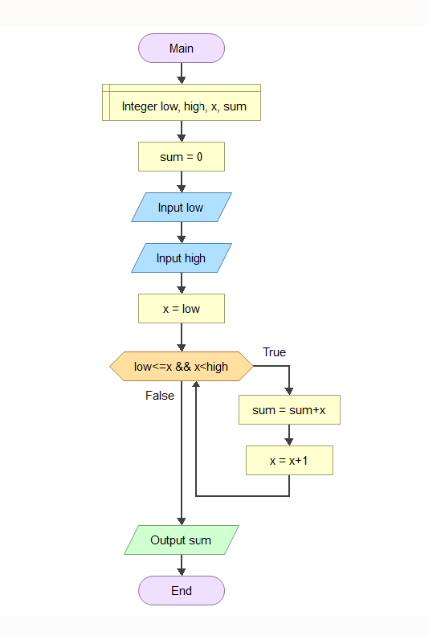 Main
Integer low, high, x, sum
sum = 0
Input low
Input high
x = low
low<=x && x<high
True
False
sum = sum+x
x = x+1
Output sum
End